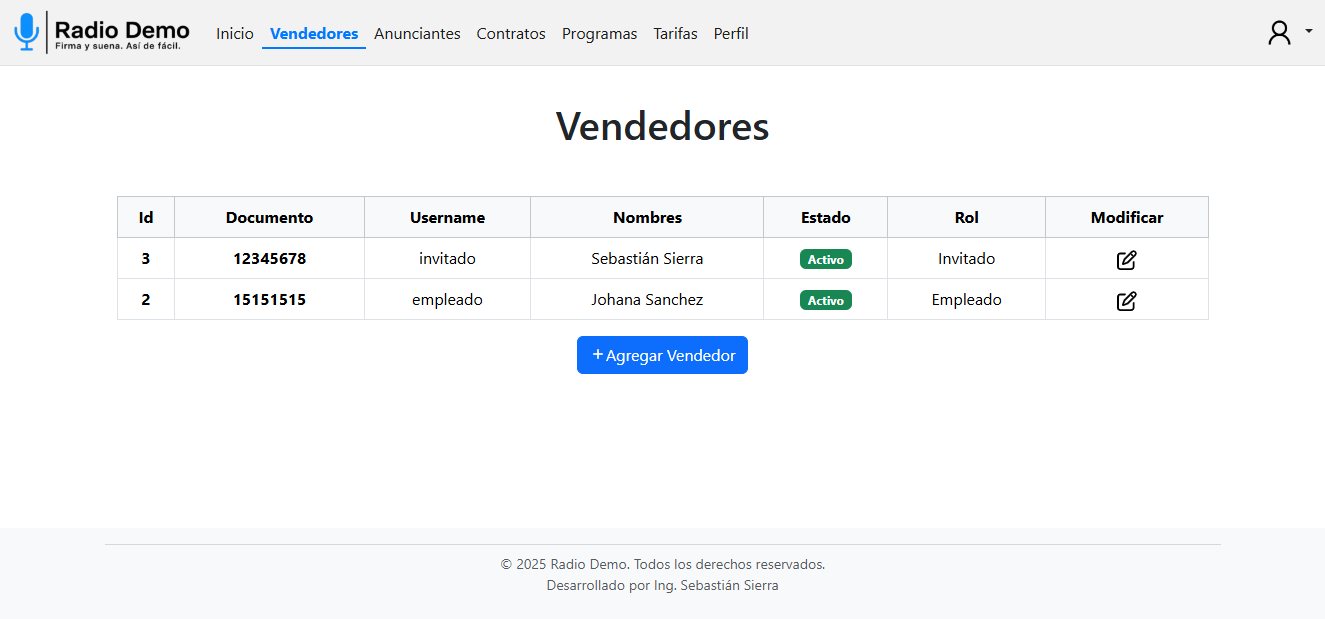 Radio Demo
Firma y suena. Así de fácil.
Inicio Vendedores Anunciantes Contratos Programas Tarifas Perfil
Vendedores
Id Documento Username Nombres Estado Rol Modificar
3 12345678 invitado Sebastián Sierra Activo Invitado
2 15151515 empleado Johana Sanchez Activo Empleado
+ Agregar Vendedor
© 2025 Radio Demo. Todos los derechos reservados.
Desarrollado por Ing. Sebastián Sierra